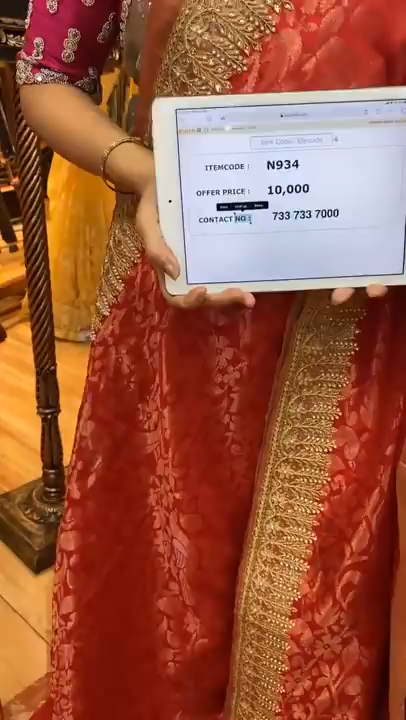 Item Code / Barcode
ITEMCODE : N934
OFFER PRICE : 10,000
CONTACT NO : 733 733 7000